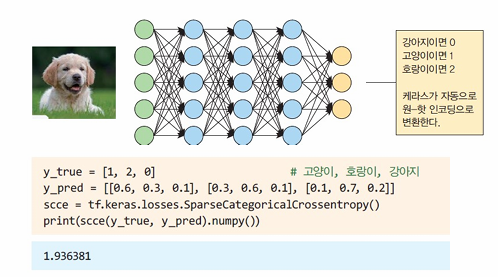 강아지이면 0
고양이이면 1
호랑이이면 2
케라스가 자동으로
원-핫 인코딩으로
변환한다.
y_true = [1, 2, 0] # 고양이, 호랑이, 강아지
y_pred = [[0.6, 0.3, 0.1], [0.3, 0.6, 0.1], [0.1, 0.7, 0.2]]
scce = tf.keras.losses.SparseCategoricalCrossentropy()
print(scce(y_true, y_pred).numpy())
1.936381